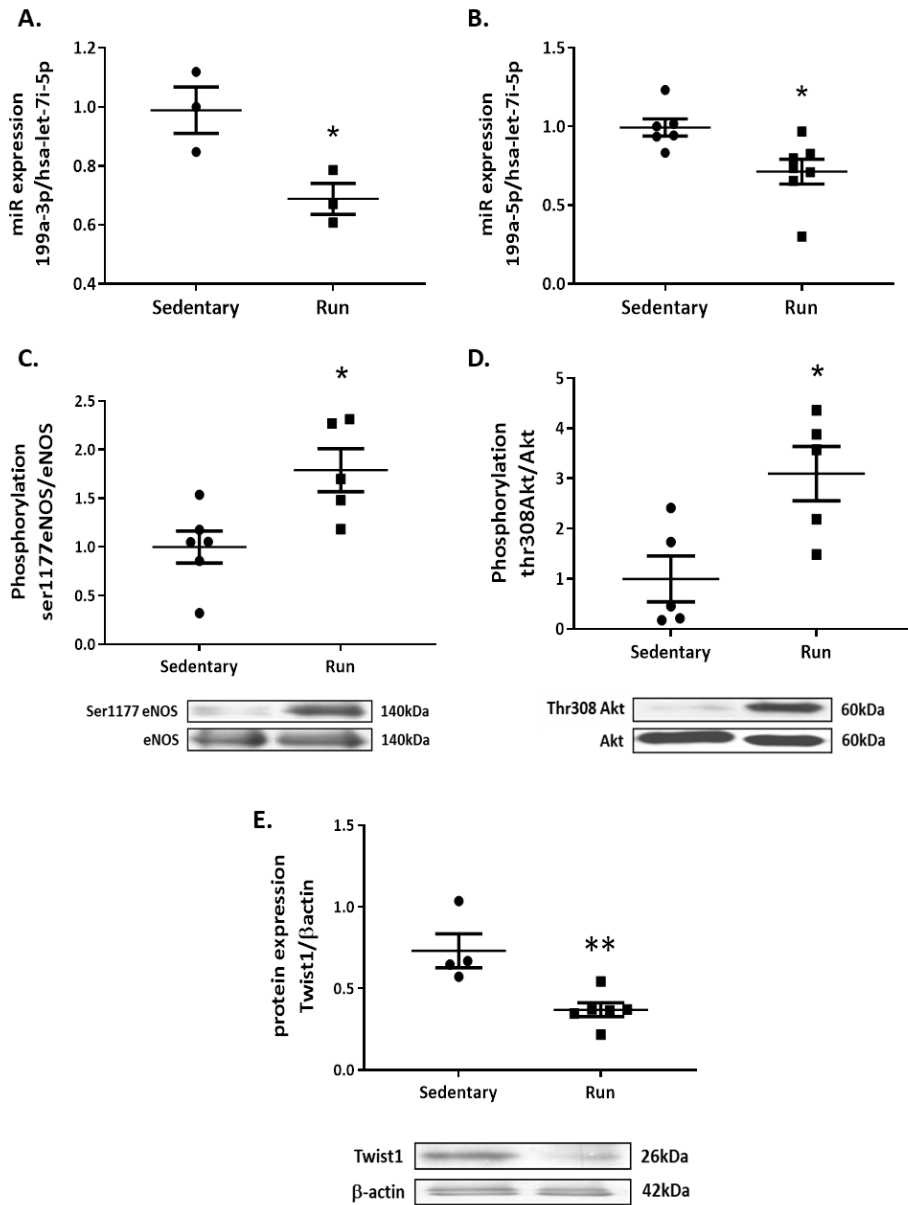 A.
miR expression
199a-3p/hsa-let-7i-5p
1.2
1.0
0.8
0.6
0.4
*
Sedentary Run
B.
miR expression
199a-5p/hsa-let-7i-5p
1.5
1.0
0.5
0.0
*
Sedentary Run
C.
Phosphorylation
ser1177eNOS/eNOS
2.5
2.0
1.5
1.0
0.5
0.0
*
Sedentary Run
Ser1177 eNOS 140kDa
eNOS 140kDa
D.
Phosphorylation
thr308Akt/Akt
5
4
3
2
1
0
*
Sedentary Run
Thr308 Akt 60kDa
Akt 60kDa
E.
protein expression
Twist1/βactin
1.5
1.0
0.5
0.0
**
Sedentary Run
Twist1 26kDa
β-actin 42kDa